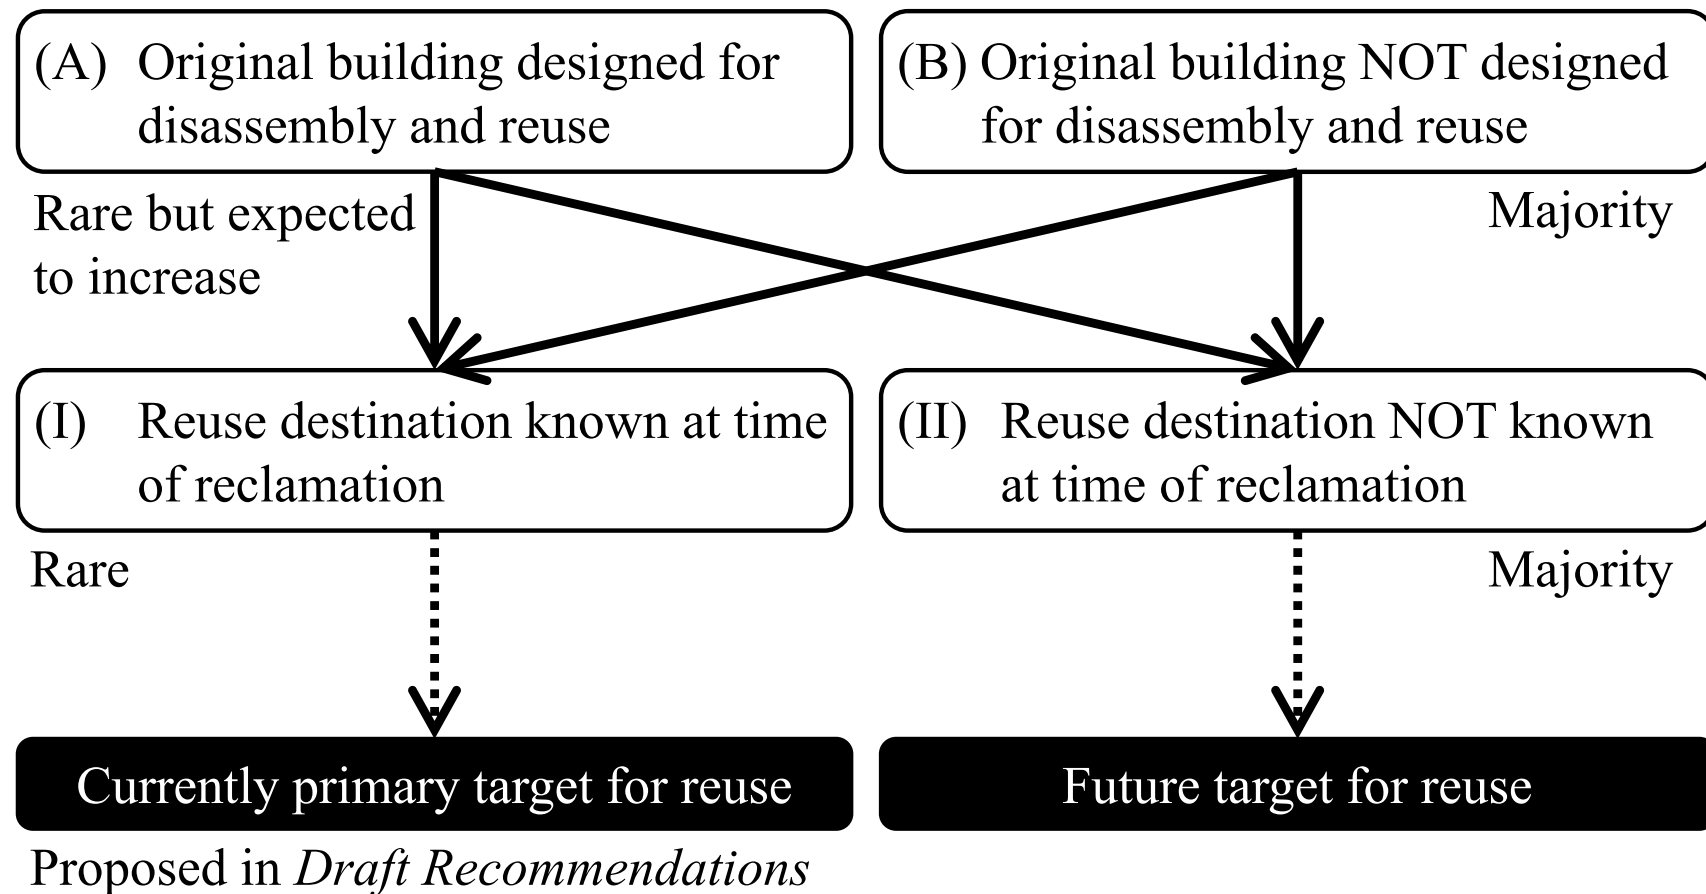 (A) Original building designed for
disassembly and reuse
(B) Original building NOT designed
for disassembly and reuse
Rare but expected
to increase
Majority
(I) Reuse destination known at time
of reclamation
(II) Reuse destination NOT known
at time of reclamation
Rare
Majority
Currently primary target for reuse
Future target for reuse
Proposed in Draft Recommendations